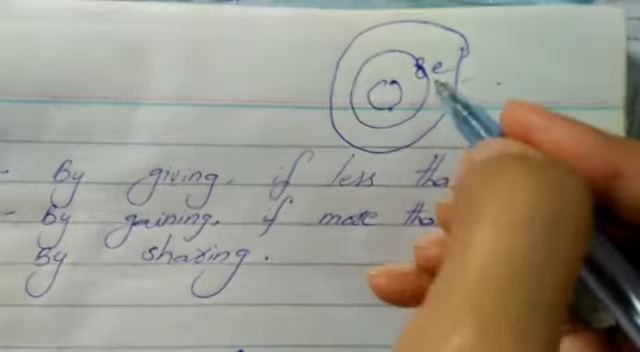 8e
- By giving. if less tha
- By gaining. if more tha
By sharing.